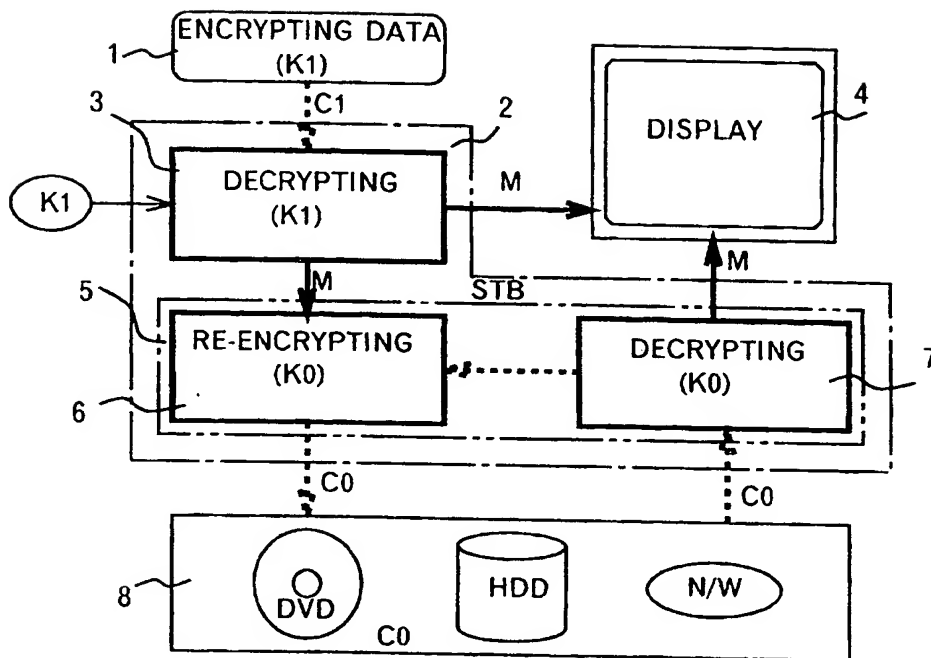 ENCRYPTING DATA
(K1)
1
C1
3
2
4
DISPLAY
DECRYPTING
(K1)
K1
M
M
M
STB
5
RE-ENCRYPTING
(K0)
DECRYPTING
(K0)
7
6
C0
C0
8
DVD
HDD
N/W
C0